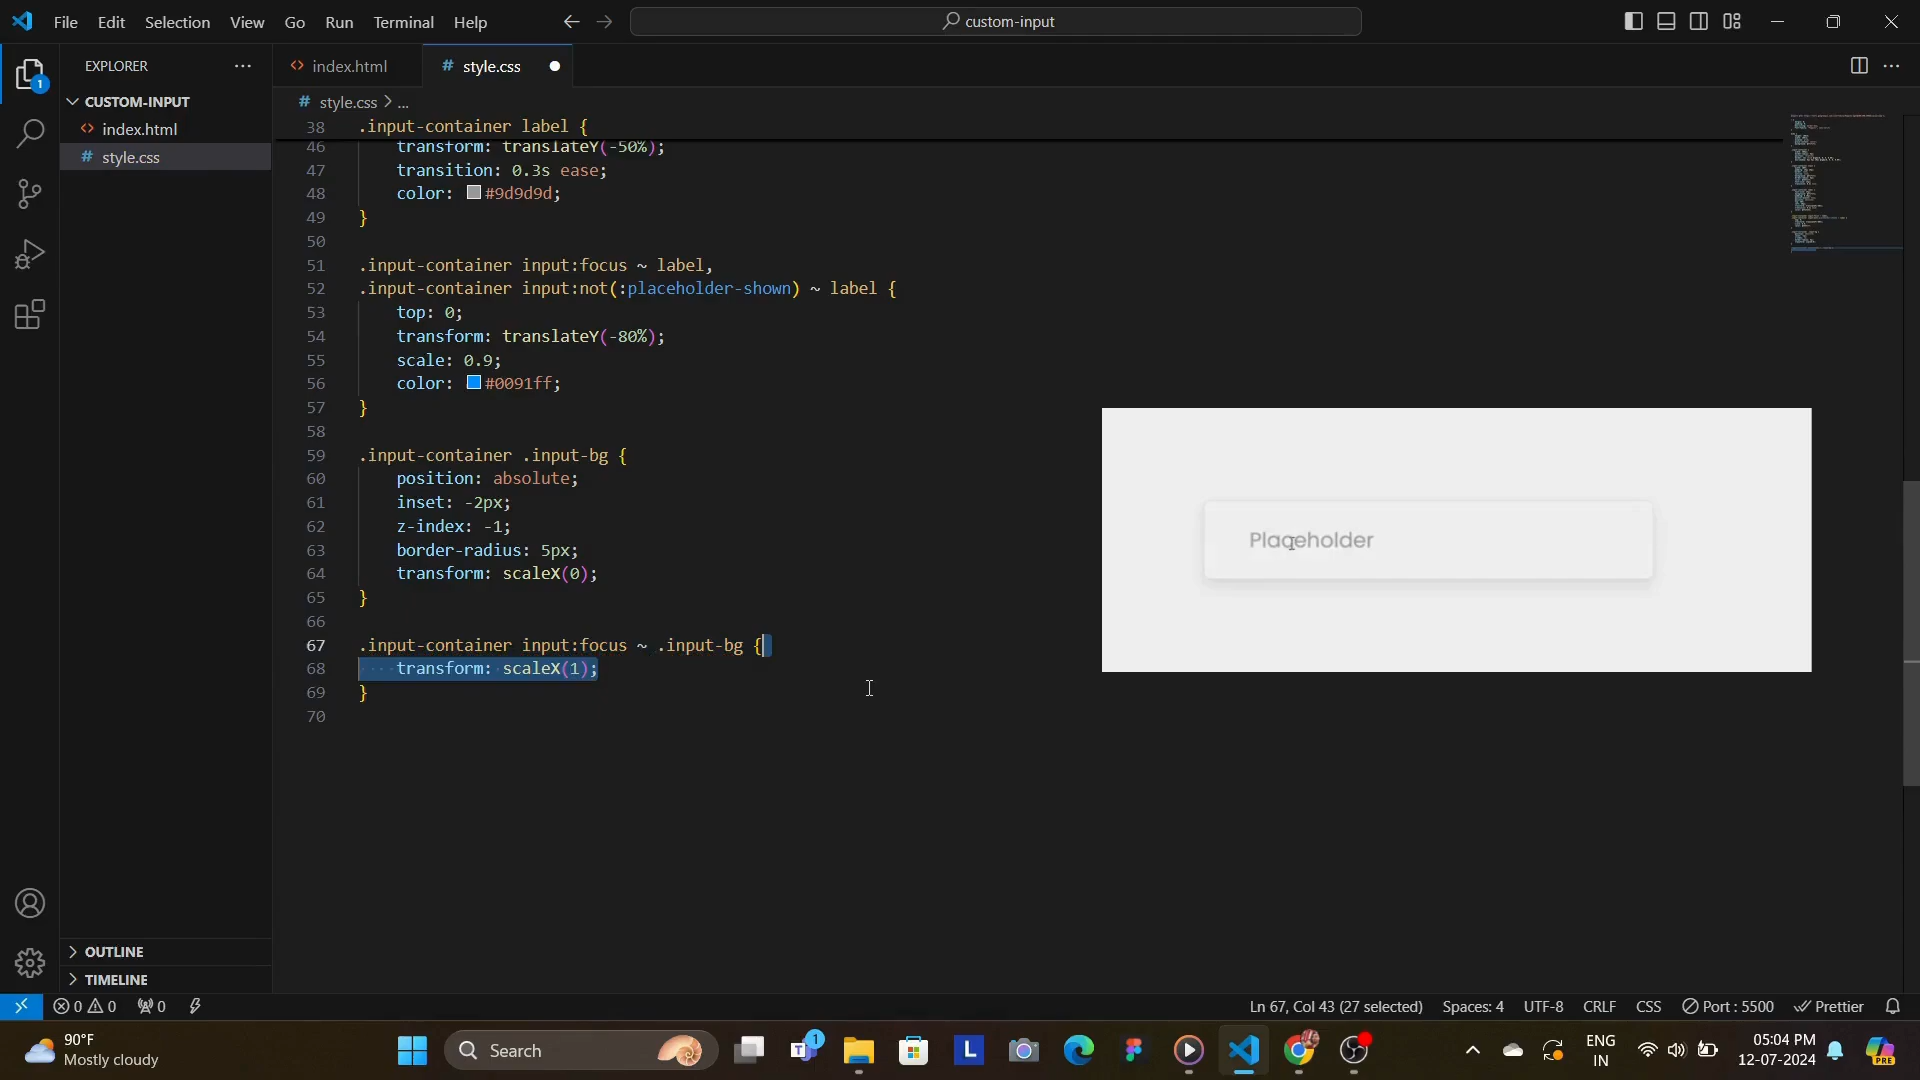 File Edit Selection View Go Run Terminal Help
custom-input
EXPLORER
CUSTOM-INPUT
index.html
style.css
OUTLINE
TIMELINE
1
index.html
# style.css
# style.css > ...
38 .input-container label {
46 transform: translateY(-50%);
47 transition: 0.3s ease;
48 color: #9d9d9d;
49 }
50
51 .input-container input:focus ~ label,
52 .input-container input:not(:placeholder-shown) ~ label {
53 top: 0;
54 transform: translateY(-80%);
55 scale: 0.9;
56 color: #0091ff;
57 }
58
59 .input-container .input-bg {
60 position: absolute;
61 inset: -2px;
62 z-index: -1;
63 border-radius: 5px;
64 transform: scaleX(0);
65 }
66
67 .input-container input:focus ~ .input-bg {
68 ····transform:·scaleX(1);
69 }
70
Placeholder
0 0 0
Ln 67, Col 43 (27 selected) Spaces: 4 UTF-8 CRLF CSS Port : 5500 Prettier
90°F
Mostly cloudy
Search
1
L
PRE
ENG
IN
05:04 PM
12-07-2024